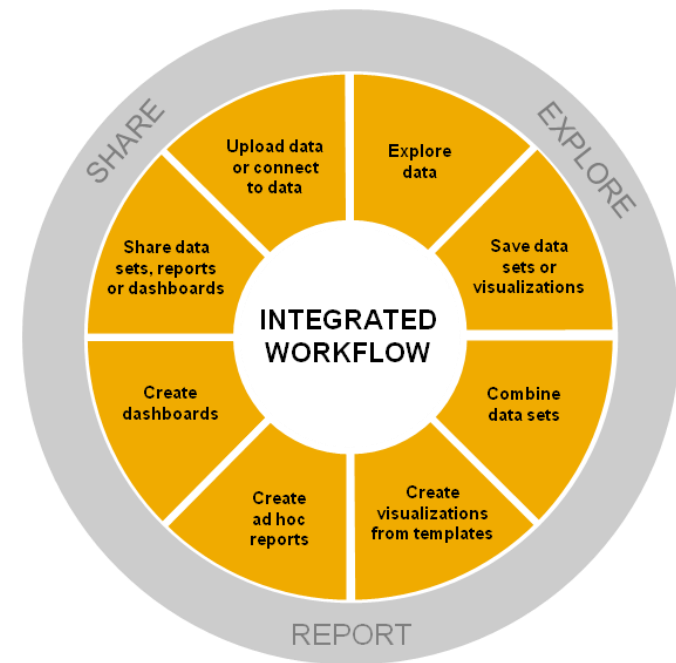 SHARE
EXPLORE
Upload data
or connect
to data
Explore
data
Share data
sets, reports
or dashboards
Save data
sets or
visualizations
INTEGRATED
WORKFLOW
Create
dashboards
Combine
data sets
Create
ad hoc
reports
Create
visualizations
from templates
REPORT